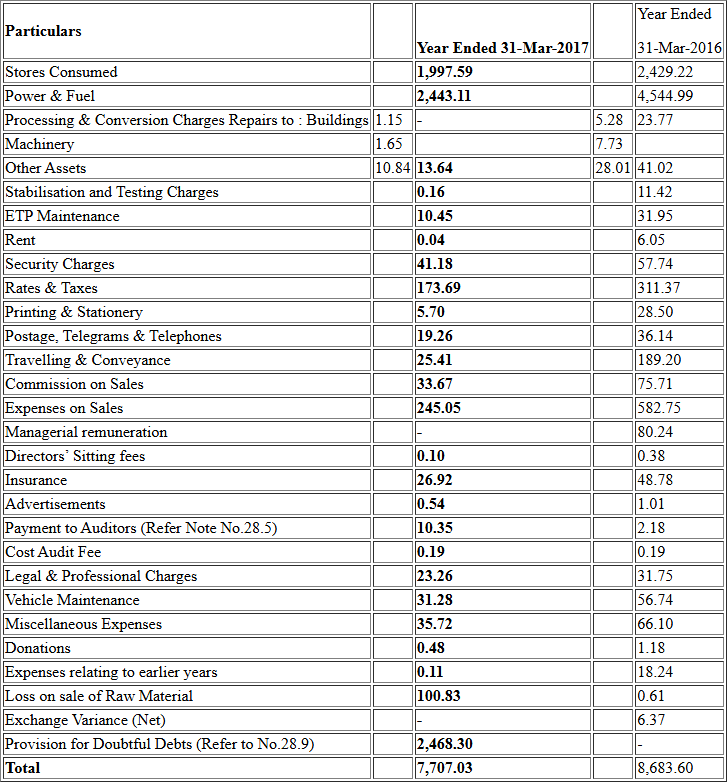 Particulars Year Ended 31-Mar-2017 Year Ended
31-Mar-2016
Stores Consumed 1,997.59 2,429.22
Power & Fuel 2,443.11 4,544.99
Processing & Conversion Charges Repairs to : Buildings 1.15 - 5.28 23.77
Machinery 1.65 7.73
Other Assets 10.84 13.64 28.01 41.02
Stabilisation and Testing Charges 0.16 11.42
ETP Maintenance 10.45 31.95
Rent 0.04 6.05
Security Charges 41.18 57.74
Rates & Taxes 173.69 311.37
Printing & Stationery 5.70 28.50
Postage, Telegrams & Telephones 19.26 36.14
Travelling & Conveyance 25.41 189.20
Commission on Sales 33.67 75.71
Expenses on Sales 245.05 582.75
Managerial remuneration - 80.24
Directors’ Sitting fees 0.10 0.38
Insurance 26.92 48.78
Advertisements 0.54 1.01
Payment to Auditors (Refer Note No.28.5) 10.35 2.18
Cost Audit Fee 0.19 0.19
Legal & Professional Charges 23.26 31.75
Vehicle Maintenance 31.28 56.74
Miscellaneous Expenses 35.72 66.10
Donations 0.48 1.18
Expenses relating to earlier years 0.11 18.24
Loss on sale of Raw Material 100.83 0.61
Exchange Variance (Net) - 6.37
Provision for Doubtful Debts (Refer to No.28.9) 2,468.30 -
Total 7,707.03 8,683.60